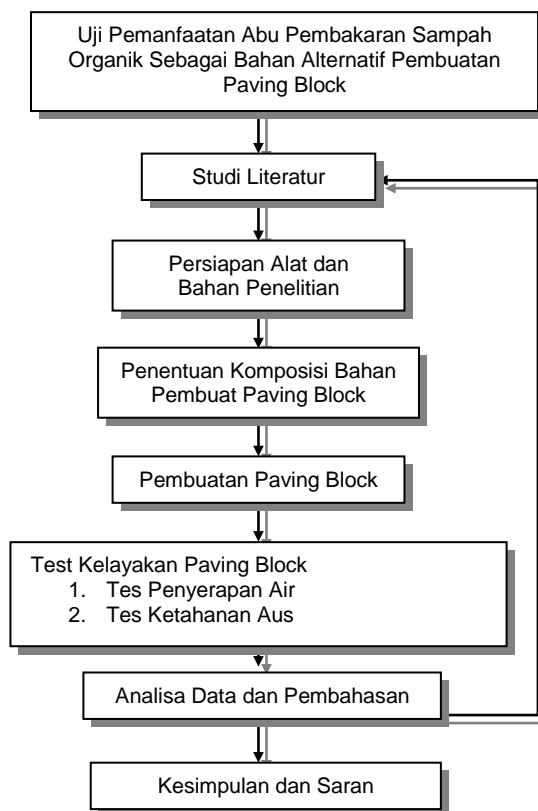 Uji Pemanfaatan Abu Pembakaran Sampah
Organik Sebagai Bahan Alternatif Pembuatan
Paving Block
Studi Literatur
Persiapan Alat dan
Bahan Penelitian
Penentuan Komposisi Bahan
Pembuat Paving Block
Pembuatan Paving Block
Test Kelayakan Paving Block
1. Tes Penyerapan Air
2. Tes Ketahanan Aus
Analisa Data dan Pembahasan
Kesimpulan dan Saran